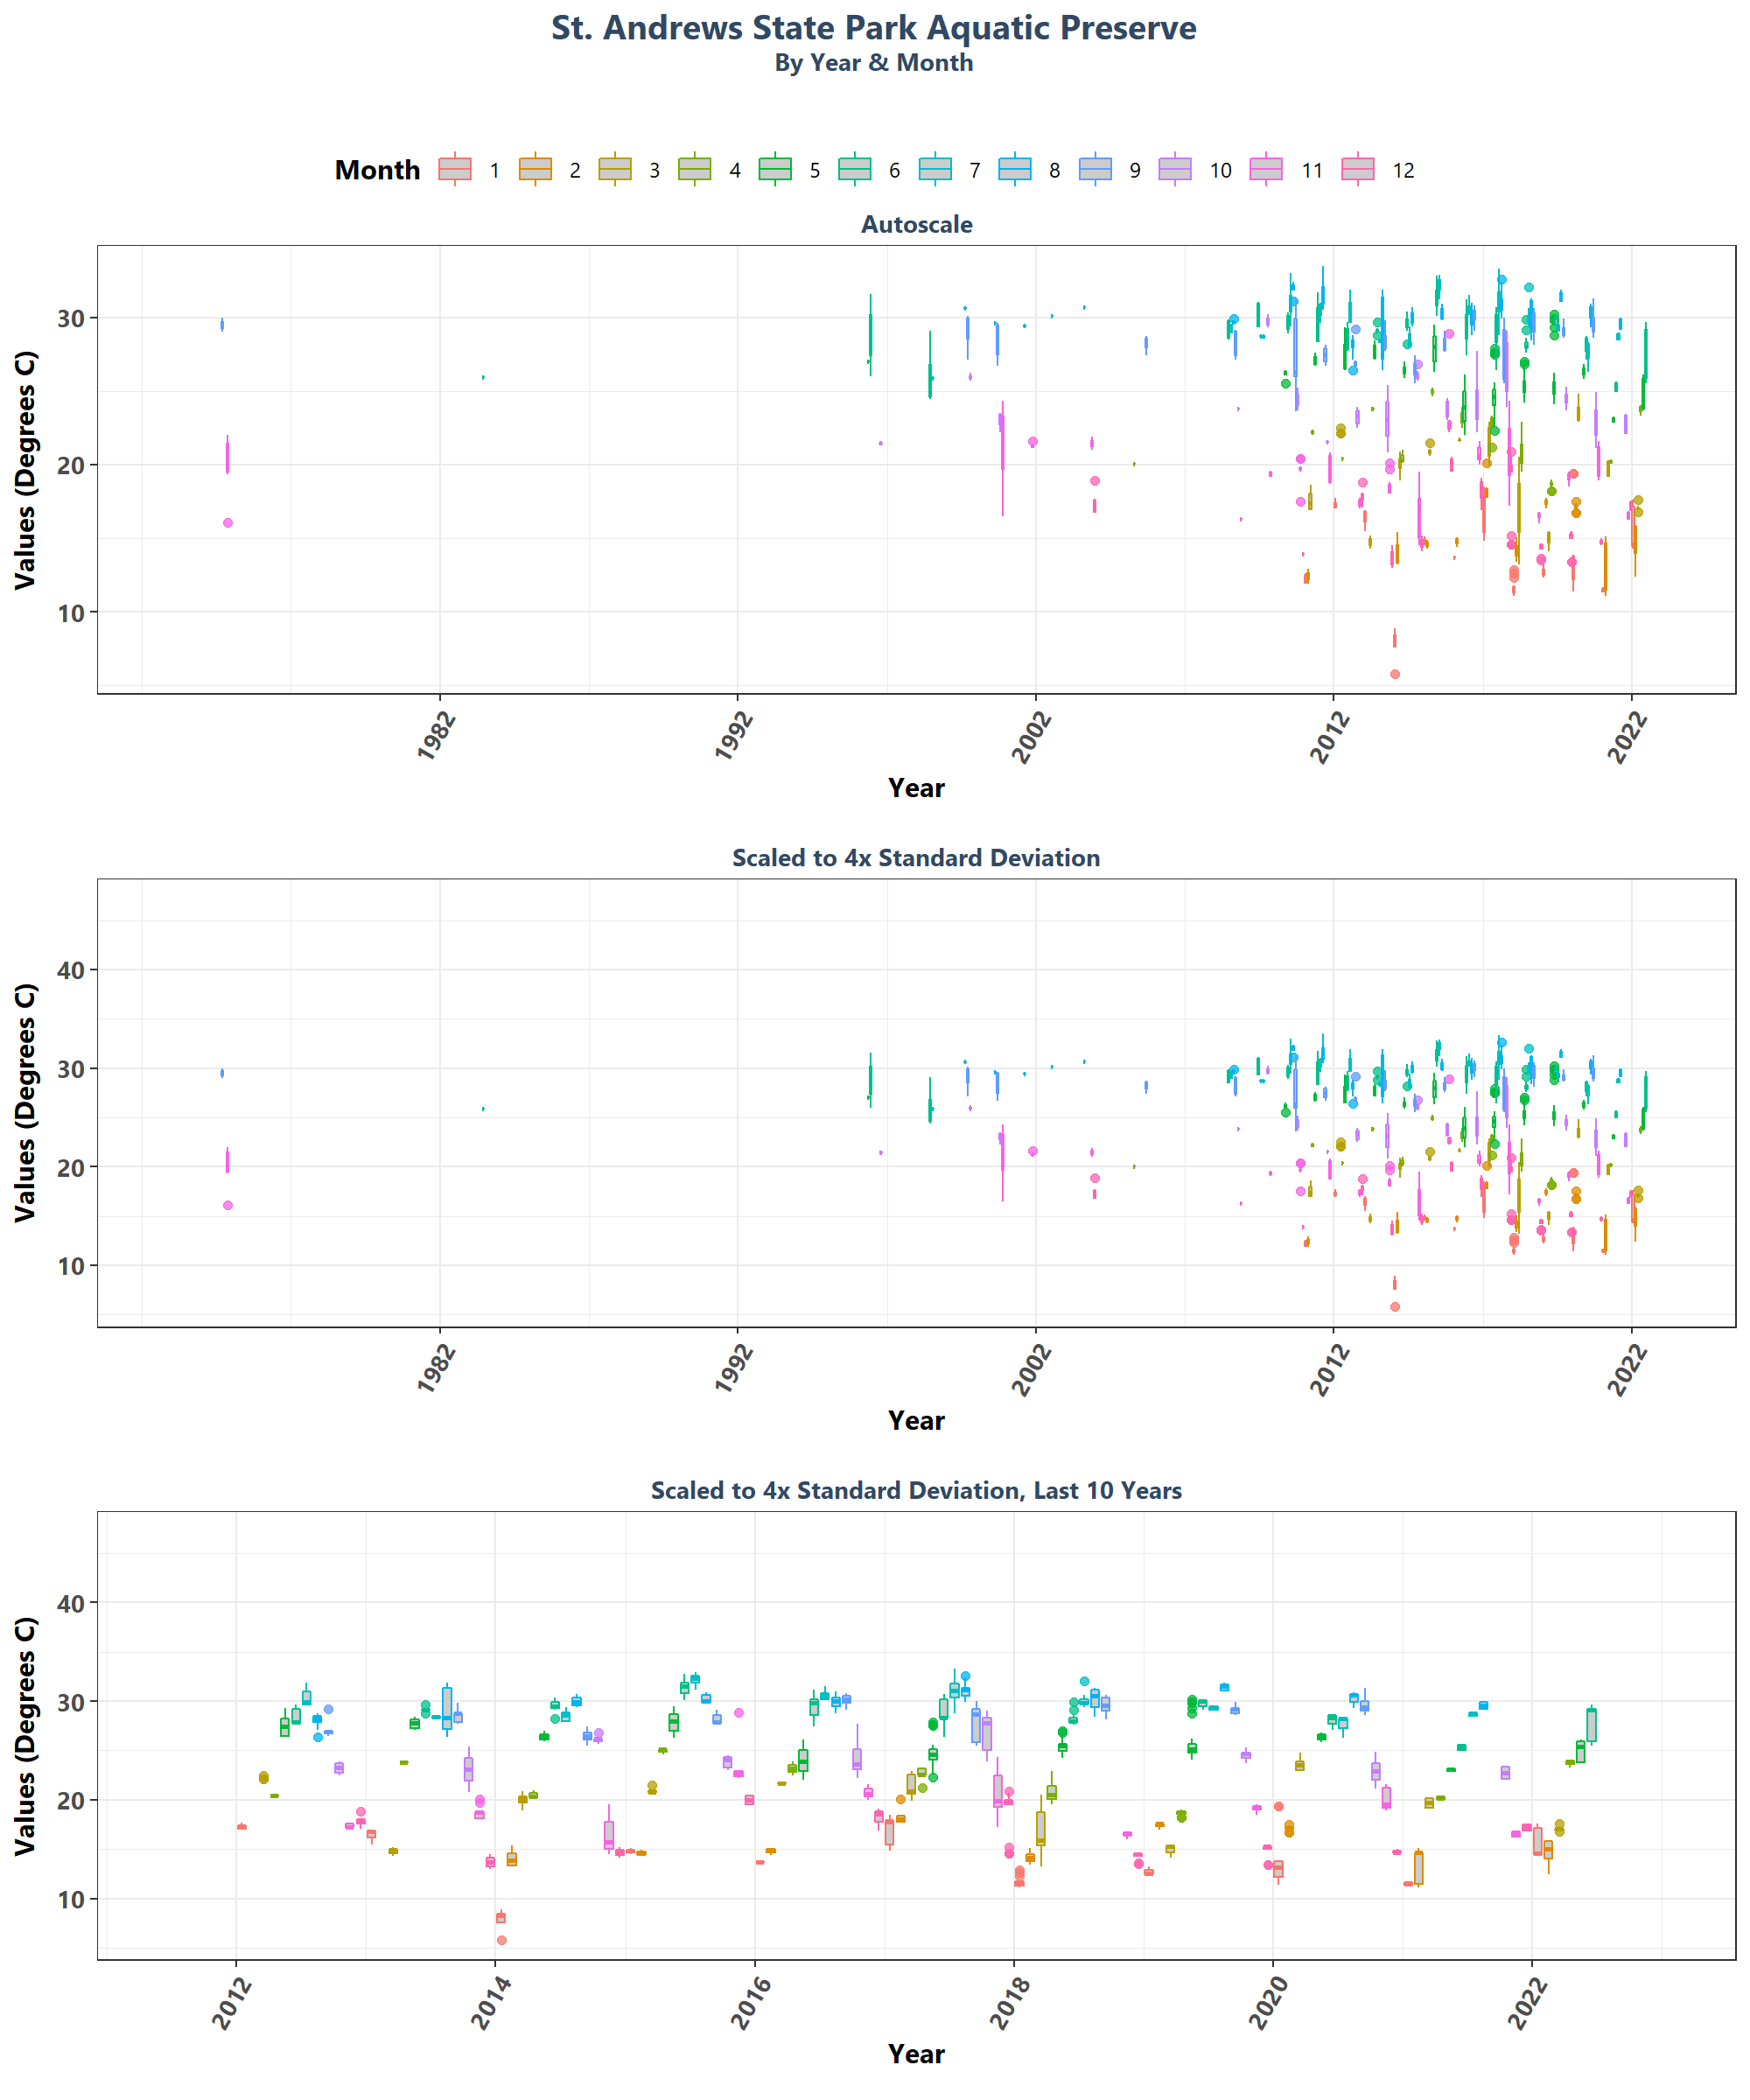 St. Andrews State Park Aquatic Preserve
By Year & Month
Month 1 2 3 4 5 6 7 8 9 10 11 12
Autoscale
Values (Degrees C)
30
20
10
1982 1992 2002 2012 2022
Year
Scaled to 4x Standard Deviation
Values (Degrees C)
40
30
20
10
1982 1992 2002 2012 2022
Year
Scaled to 4x Standard Deviation, Last 10 Years
Values (Degrees C)
40
30
20
10
2012 2014 2016 2018 2020 2022
Year